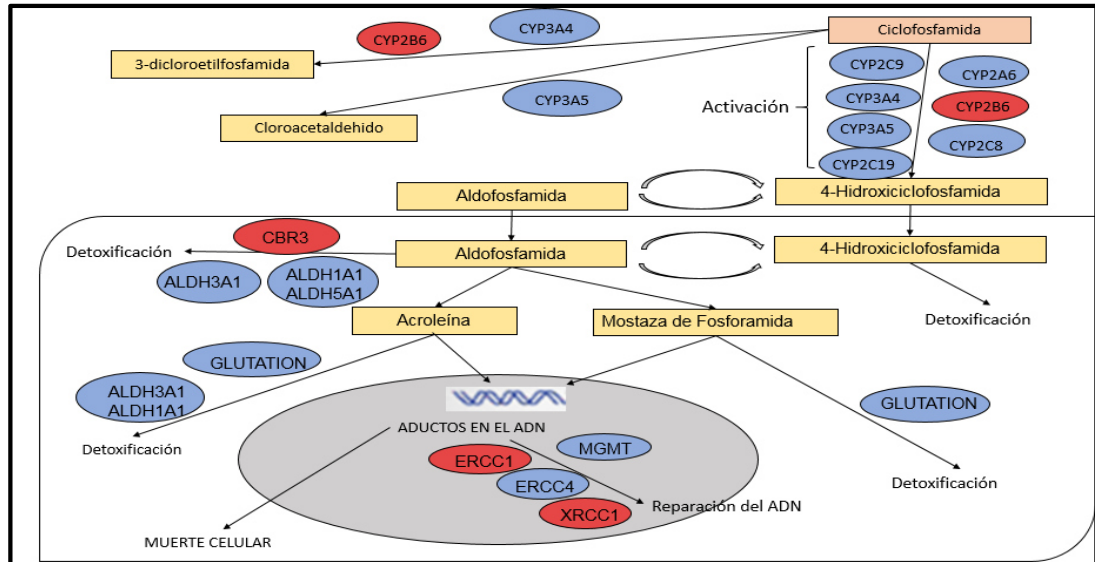 CYP3A4
Ciclofosfamida
CYP2B6
3-dicloroetilfosfamida
CYP2C9
CYP2A6
CYP3A5
CYP3A4
Activación
CYP2B6
Cloroacetaldehido
CYP3A5
CYP2C8
CYP2C19
Aldofosfamida
4-Hidroxiciclofosfamida
CBR3
Detoxificación
Aldofosfamida
4-Hidroxiciclofosfamida
ALDH3A1
ALDH1A1
ALDH5A1
Acroleína
Mostaza de Fosforamida
Detoxificación
GLUTATION
ALDH3A1
ALDH1A1
GLUTATION
Detoxificación
ADUCTOS EN EL ADN
MGMT
ERCC1
ERCC4
Detoxificación
XRCC1
Reparación del ADN
MUERTE CELULAR